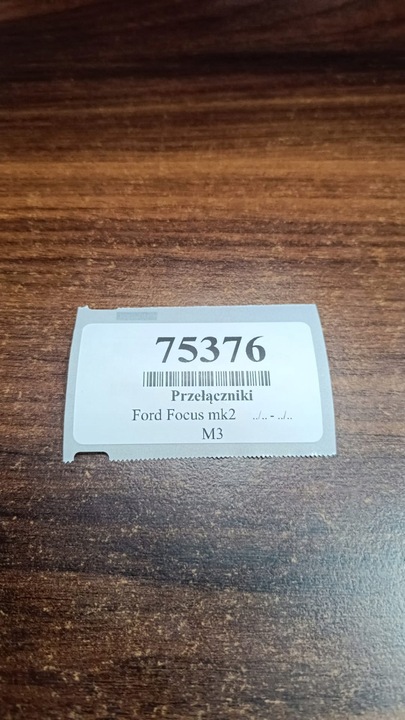 75376
Przełączniki
Ford Focus mk2 ../.. - ../..
M3